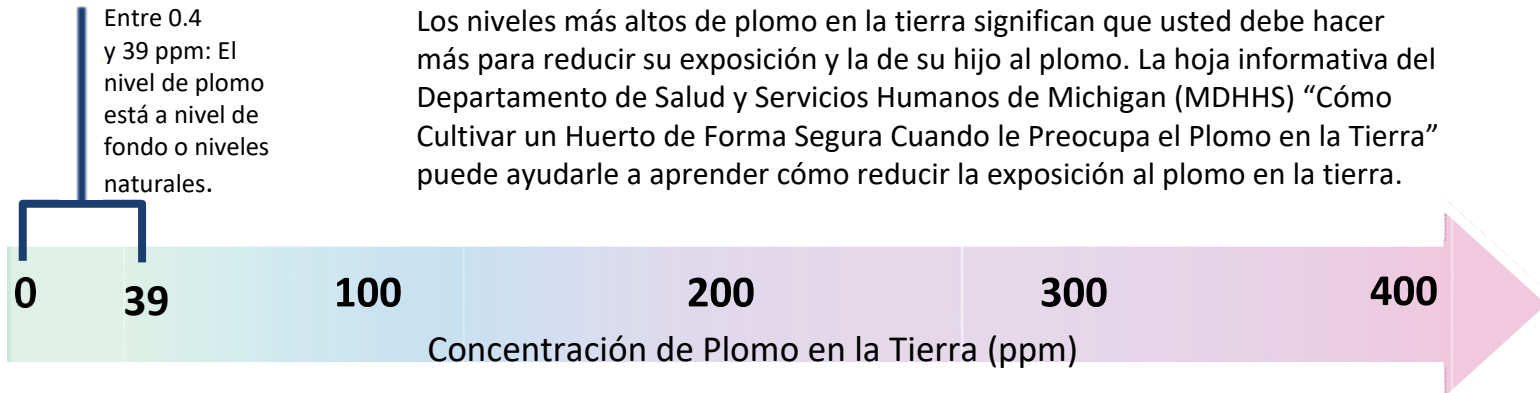 Entre 0.4
y 39 ppm: El
nivel de plomo
está a nivel de
fondo o niveles
naturales.
Los niveles más altos de plomo en la tierra significan que usted debe hacer
más para reducir su exposición y la de su hijo al plomo. La hoja informativa del
Departamento de Salud y Servicios Humanos de Michigan (MDHHS) “Cómo
Cultivar un Huerto de Forma Segura Cuando le Preocupa el Plomo en la Tierra”
puede ayudarle a aprender cómo reducir la exposición al plomo en la tierra.
0 39 100 200 300 400
Concentración de Plomo en la Tierra (ppm)